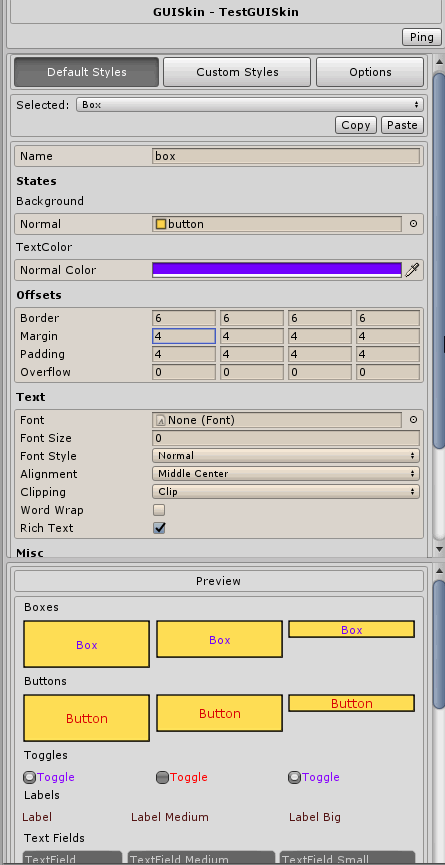 GUISkin - TestGUISkin
Ping
Default Styles Custom Styles Options
Selected: Box
Copy Paste
Name box
States
Background
Normal button
TextColor
Normal Color
Offsets
Border 6 6 6 6
Margin 4 4 4 4
Padding 4 4 4 4
Overflow 0 0 0 0
Text
Font None (Font)
Font Size 0
Font Style Normal
Alignment Middle Center
Clipping Clip
Word Wrap
Rich Text
Misc
Preview
Boxes
Box Box Box
Buttons
Button Button Button
Toggles
Toggle Toggle Toggle
Labels
Label Label Medium Label Big
Text Fields
TextField TextField Medium TextField Small